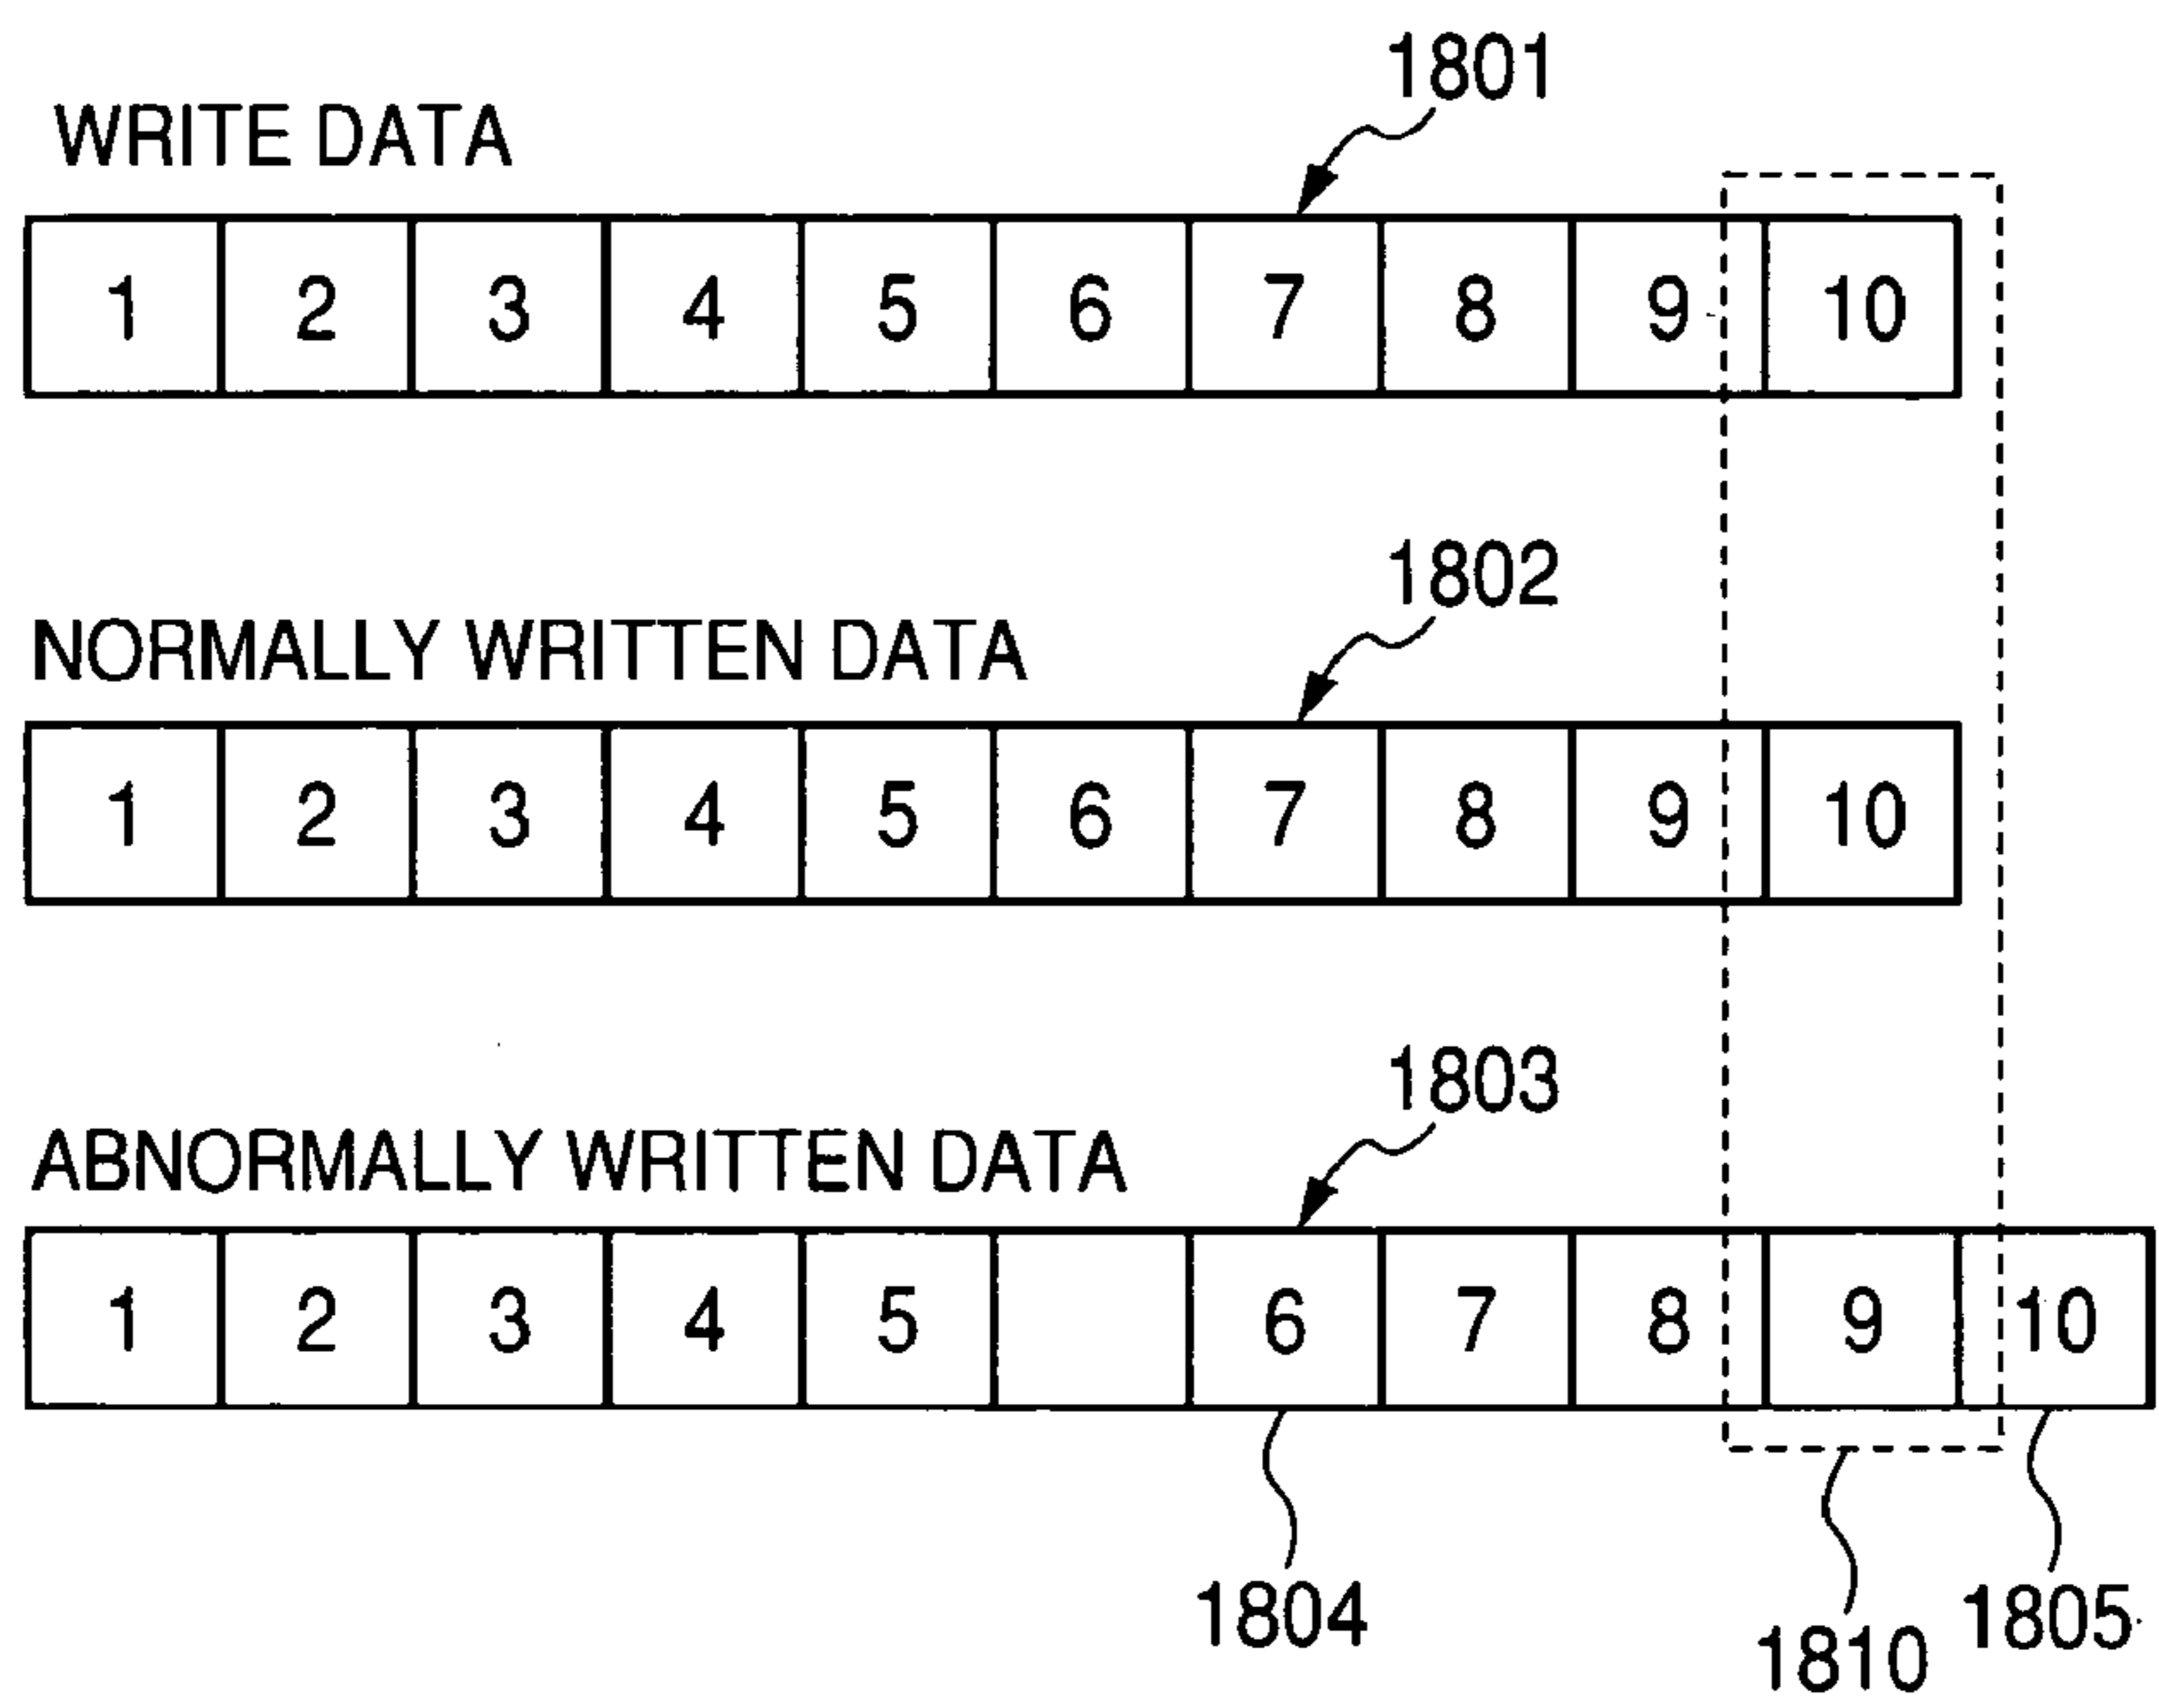 1801
WRITE DATA
1 2 3 4 5 6 7 8 9 10
1802
NORMALLY WRITTEN DATA
1 2 3 4 5 6 7 8 9 10
1803
ABNORMALLY WRITTEN DATA
1 2 3 4 5 6 7 8 9 10
1804 1810 1805